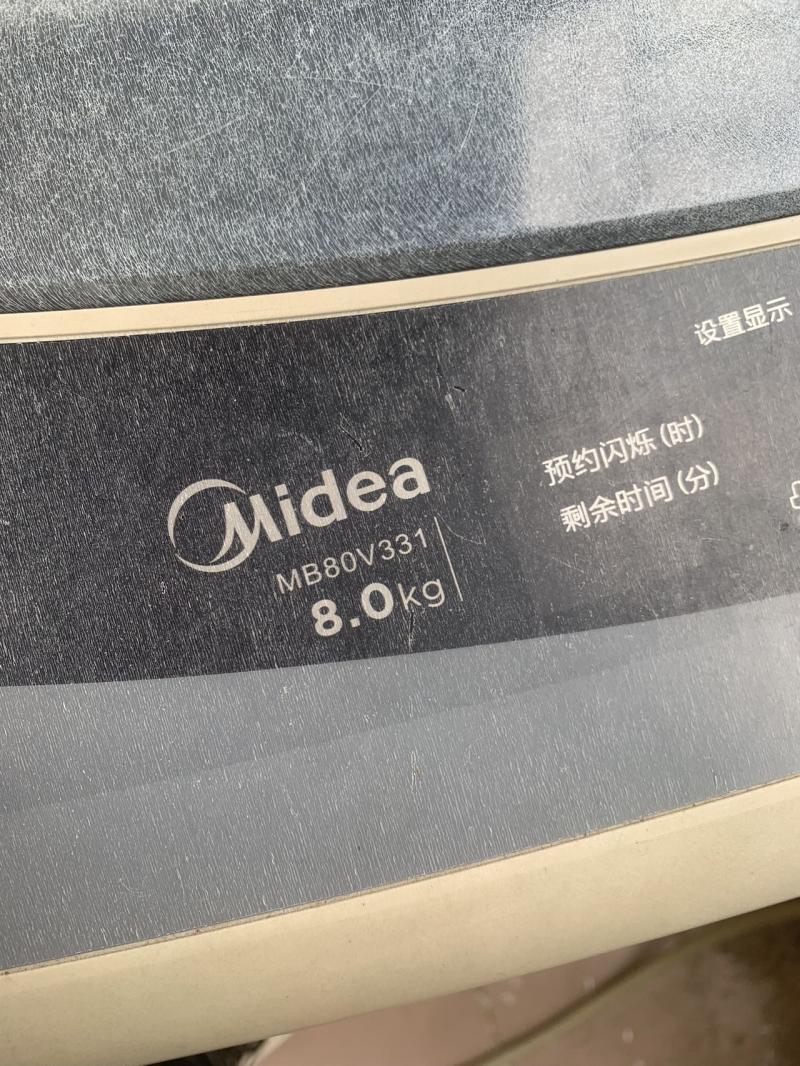 设置显示
预约闪烁(时)
剩余时间(分)
Midea
MB80V331
8.0kg